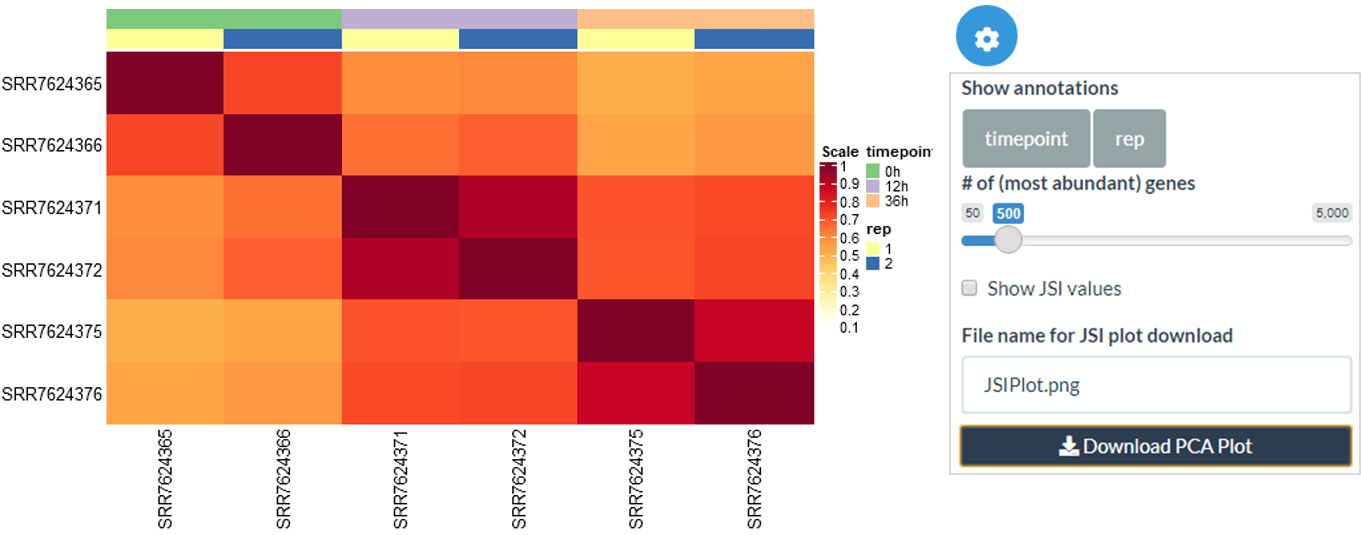 SRR7624365
SRR7624366
SRR7624371
SRR7624372
SRR7624375
SRR7624376
SRR7624365
SRR7624366
SRR7624371
SRR7624372
SRR7624375
SRR7624376
Scale
1
0.9
0.8
0.7
0.6
0.5
0.4
0.3
0.2
0.1
timepoint
0h
12h
36h
rep
1
2
Show annotations
timepoint rep
# of (most abundant) genes
50 500 5,000
Show JSI values
File name for JSI plot download
JSIPlot.png
Download PCA Plot